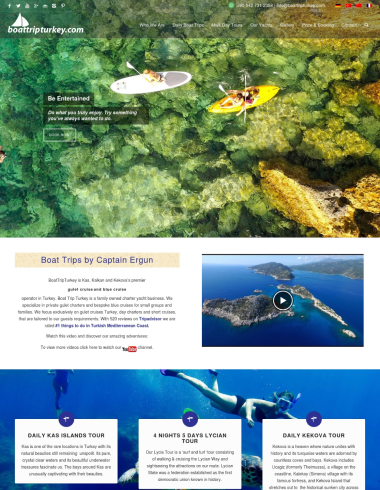 boattripturkey.com
Who We Are Daily Boat Trips Multi-Day Tours Our Yachts Galley Contact
Be Entertained
Do what you truly enjoy. Try something
you've always wanted to do.
Boat Trips by Captain Ergun
BoatTripTurkey is Kas, Kalkan and Kekova's premier
gulet cruise and blue cruise
operator in Turkey. Boat Trip Turkey is a family owned charter yacht business. We
specialize in private gulet charters and bespoke blue cruises for small groups and
families. We focus exclusively on gulet cruises Turkey, day charters and short cruises,
that are tailored to our guests requirements. With 520 reviews on Tripadvisor we are
rated #1 things to do in Turkish Mediterranean Coast.
Watch this video and discover our amazing adventures:
To view more videos click here to watch our YouTube channel.
DAILY KAS ISLANDS TOUR
Kas is one of the rare locations in Turkey with its
natural beauties still remaining unspoilt. Its pure,
crystal clear waters and its beautiful underwater
treasures fascinate us. The bays around Kas are
unusually captivating with their beauties,
4 NIGHTS 5 DAYS LYCIAN
TOUR
Our Lycia Tour is a surf and turf tour consisting
of walking & cruising the Lycian Way and
sightseeing the attractions on our route. Lycian
State was a federation established as the first
democratic union known in history.
DAILY KEKOVA TOUR
Kekova is a heaven where nature unites with
history and its turquoise waters are adorned by
countless coves and bays. Kekova includes
Ucagiz (formerly Theimussa), a village on the
coastline, Kalekoy (Simena) village with its
famous fortress, and Kekova Island that
stretches out to the historical sunken city across